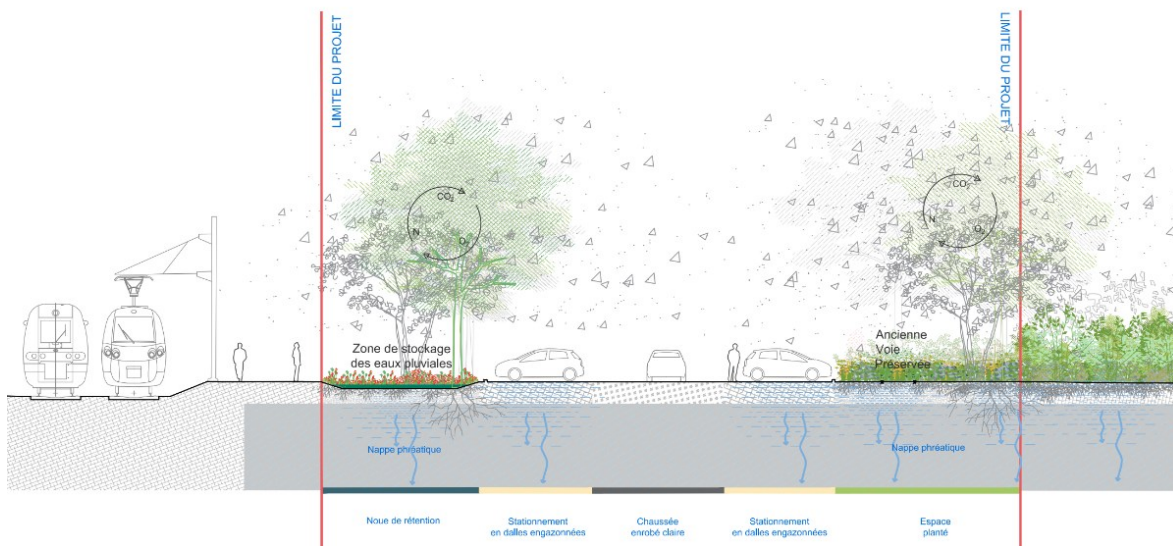 LIMITE DU PROJET
LIMITE DU PROJET
CO2
N
O2
CO2
N
O2
Zone de stockage
des eaux pluviales
Ancienne
Voie
Préservée
Nappe phréatique
Nappe phréatique
Noue de rétention
Stationnement
en dalles engazonnées
Chaussée
enrobé claire
Stationnement
en dalles engazonnées
Espace
planté